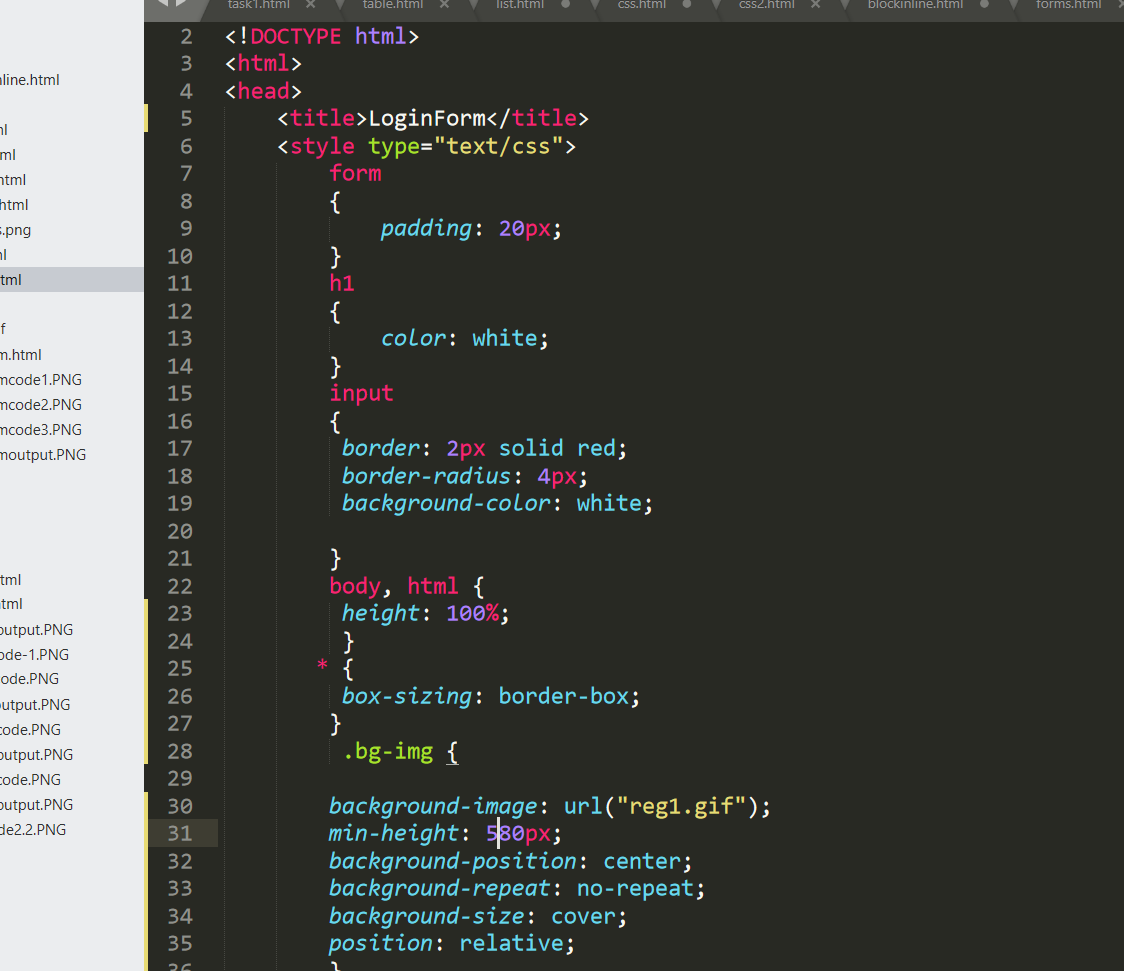 task1.html table.html list.html css.html css2.html blockinline.html forms.html
line.html
ml
html
html
s.png
tml
f
m.html
mcode1.PNG
mcode2.PNG
mcode3.PNG
moutput.PNG
tml
tml
output.PNG
ode-1.PNG
ode.PNG
output.PNG
code.PNG
output.PNG
code.PNG
output.PNG
de2.2.PNG
2 <!DOCTYPE html>
3 <html>
4 <head>
5 <title>LoginForm</title>
6 <style type="text/css">
7 form
8 {
9 padding: 20px;
10 }
11 h1
12 {
13 color: white;
14 }
15 input
16 {
17 border: 2px solid red;
18 border-radius: 4px;
19 background-color: white;
20
21 }
22 body, html {
23 height: 100%;
24 }
25 * {
26 box-sizing: border-box;
27 }
28 .bg-img {
29
30 background-image: url("reg1.gif");
31 min-height: 580px;
32 background-position: center;
33 background-repeat: no-repeat;
34 background-size: cover;
35 position: relative;
36 }